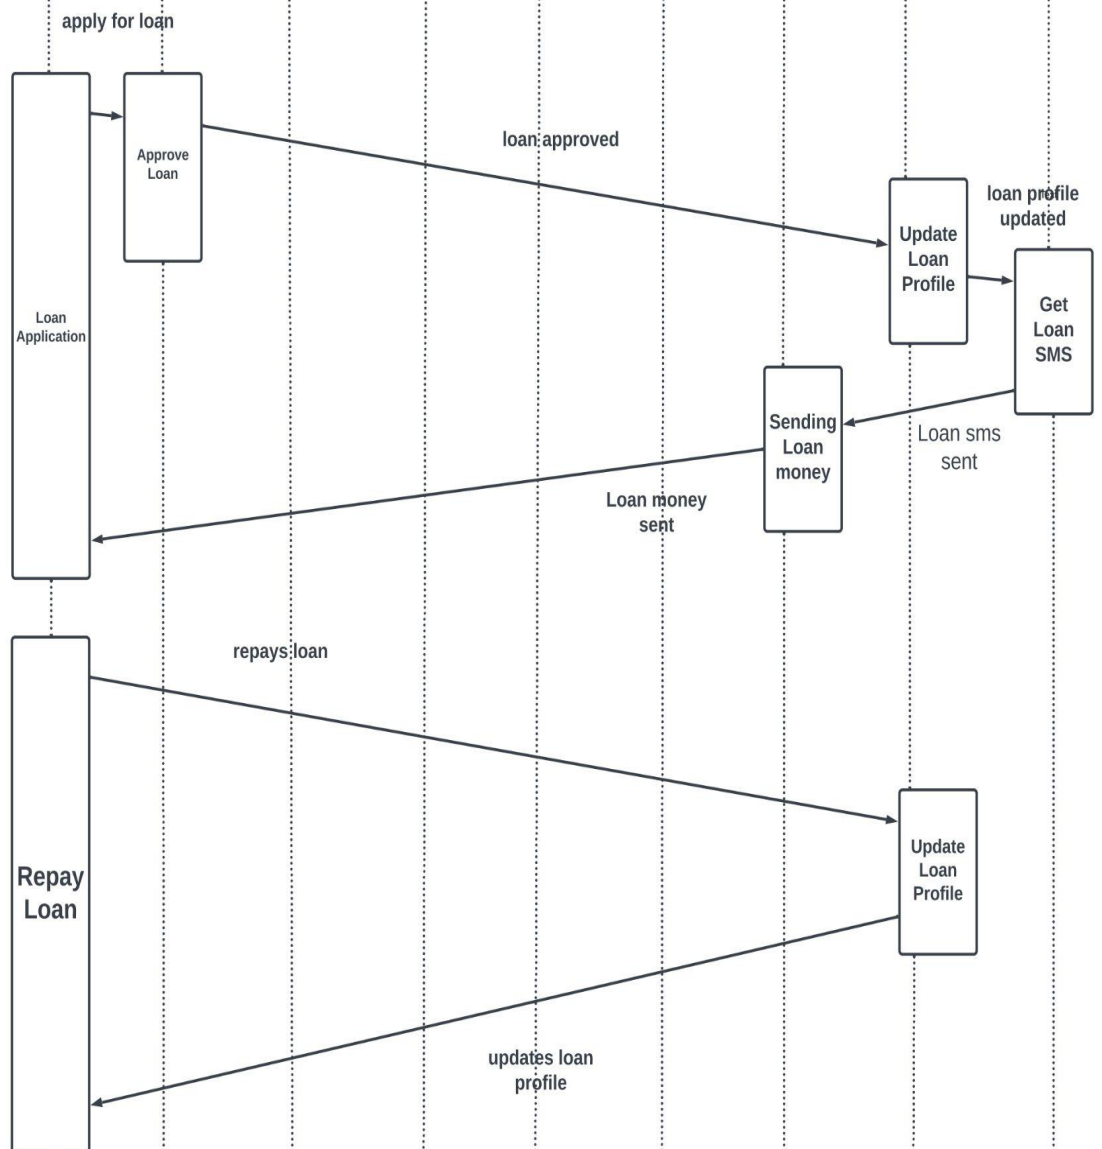 apply for loan
Approve
Loan
loan approved
loan profile
updated
Update
Loan
Profile
Get
Loan
SMS
Loan
Application
Sending
Loan
money
Loan sms
sent
Loan money
sent
repays loan
Repay
Loan
Update
Loan
Profile
updates loan
profile